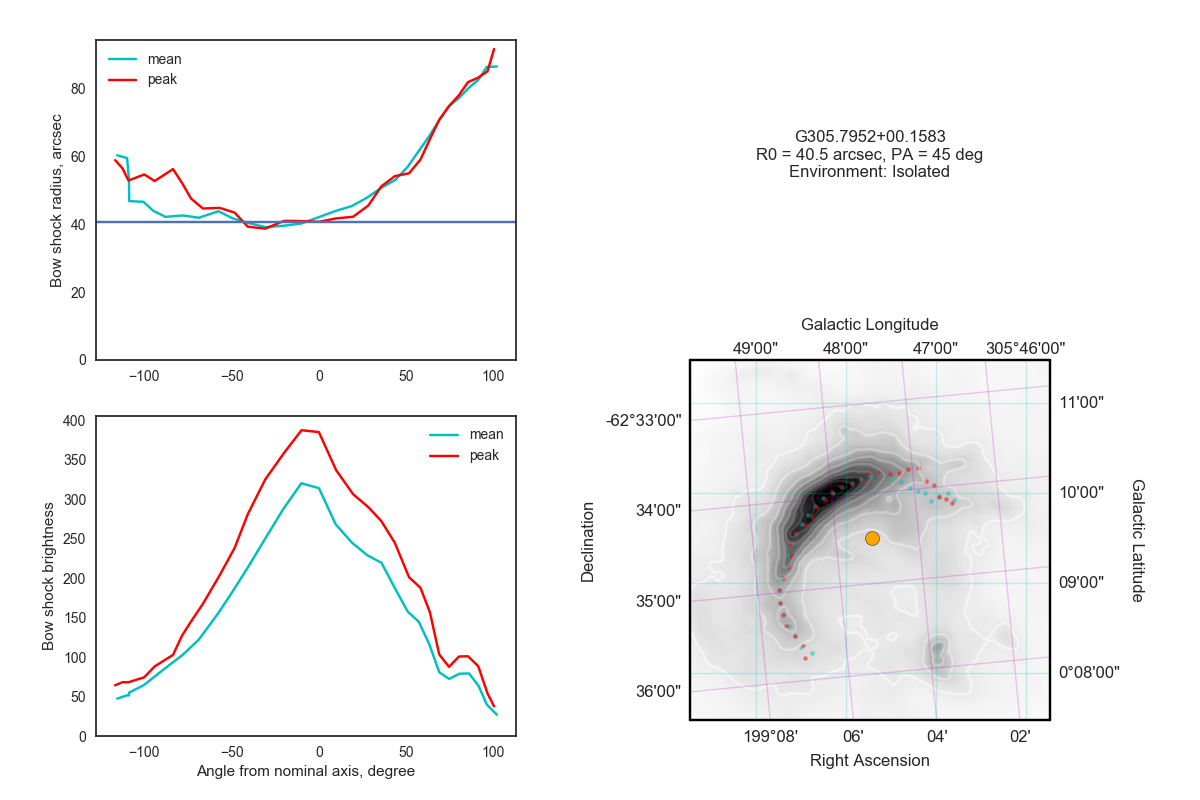 mean
peak
80
60
40
20
0
Bow shock radius, arcsec
−100
−50
0
50
100
G305.7952+00.1583
R0 = 40.5 arcsec, PA = 45 deg
Environment: Isolated
400
350
300
250
200
150
100
50
0
Bow shock brightness
mean
peak
−100
−50
0
50
100
Angle from nominal axis, degree
Galactic Longitude
49'00"
48'00"
47'00"
305°46'00"
-62°33'00"
34'00"
35'00"
36'00"
Declination
11'00"
10'00"
09'00"
0°08'00"
Galactic Latitude
199°08'
06'
04'
02'
Right Ascension